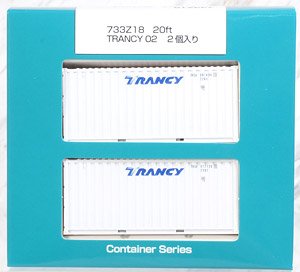 733Z18 20ft
TRANCY 02 2個入り
TRANCY
TRANCY
Container Series